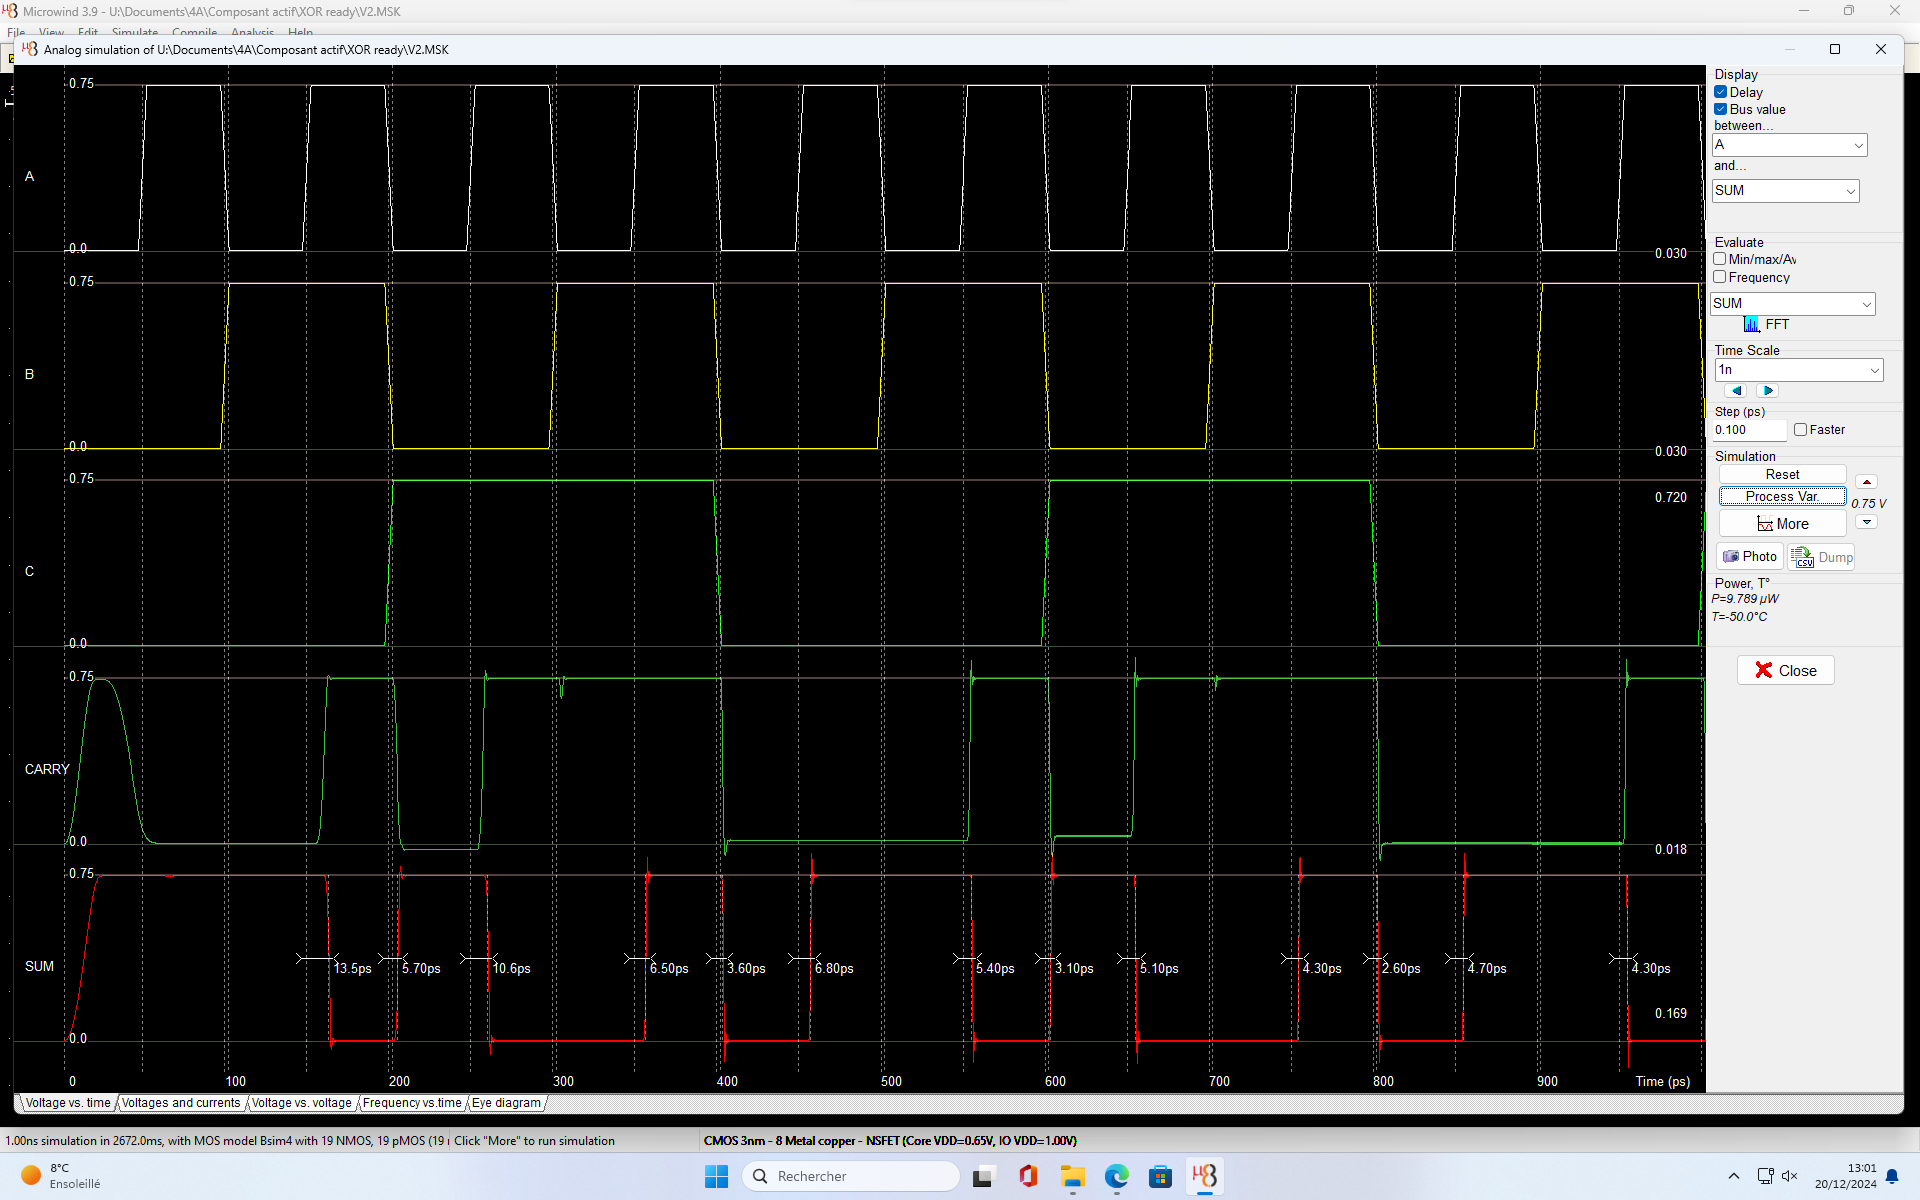 Microwind 3.9 - U:\Documents\4A\Composant actif\XOR ready\V2.MSK
File View Edit Simulate Compile Analysis Help
Analog simulation of U:\Documents\4A\Composant actif\XOR ready\V2.MSK
0.75
A
0.0
0.030
0.75
B
0.0
0.030
0.75
0.720
C
0.0
0.75
CARRY
0.0
0.018
0.75
SUM
13.5ps 5.70ps 10.6ps 6.50ps 3.60ps 6.80ps 5.40ps 3.10ps 5.10ps 4.30ps 2.60ps 4.70ps 4.30ps
0.169
0.0
0 100 200 300 400 500 600 700 800 900 Time (ps)
Voltage vs. time Voltages and currents Voltage vs. voltage Frequency vs.time Eye diagram
Display
Delay
Bus value
between...
A
and...
SUM
Evaluate
Min/max/Av
Frequency
SUM
FFT
Time Scale
1n
Step (ps)
0.100 Faster
Simulation
Reset
Process Var.
0.75 V
More
Photo Dump
Power, T°
P=9.789 µW
T=-50.0°C
Close
1.00ns simulation in 2672.0ms, with MOS model Bsim4 with 19 NMOS, 19 pMOS (19 Click "More" to run simulation
CMOS 3nm - 8 Metal copper - NSFET (Core VDD=0.65V, IO VDD=1.00V)
8°C
Ensoleillé
Rechercher
13:01
20/12/2024